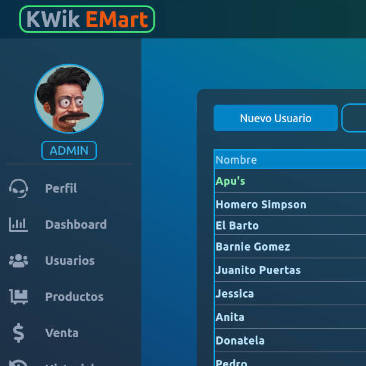 KWik EMart
ADMIN
Perfil
Dashboard
Usuarios
Productos
Venta
Nuevo Usuario
Nombre
Apu's
Homero Simpson
El Barto
Barnie Gomez
Juanito Puertas
Jessica
Anita
Donatela
Pedro